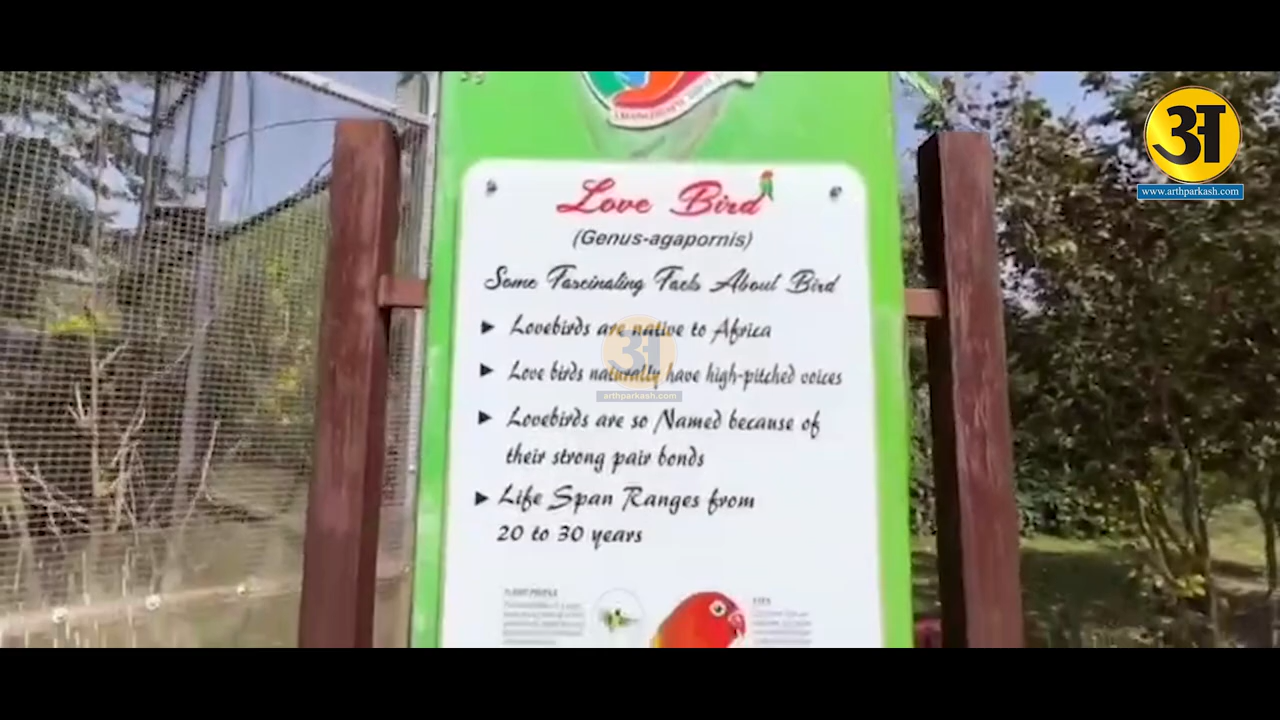 अ
www.arthparkash.com
Love Bird
(Genus-agapornis)
Some Fascinating Facts About Bird
► Lovebirds are native to Africa
► Love birds naturally have high-pitched voices
► Lovebirds are so Named because of
their strong pair bonds
► Life Span Ranges from
20 to 30 years
अ
arthparkash.com